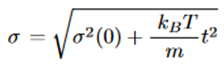 σ = √(σ²(0) + (k_B T / m) t²)